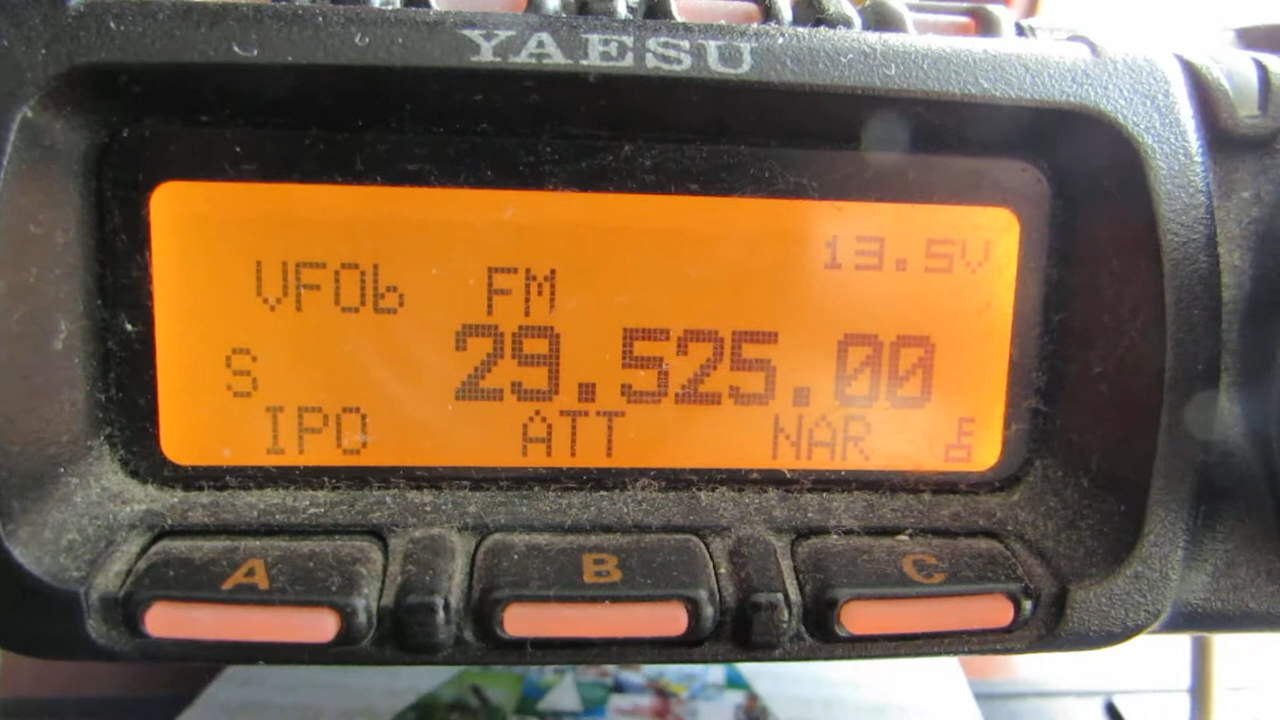 YAESU
13.5V
VFOb FM
29.525.00
S
IPO ATT NAR
A B C